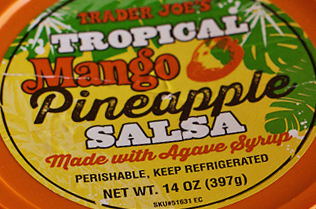 TRADER JOE'S
TROPICAL
Mango
Pineapple
SALSA
Made with Agave Syrup
PERISHABLE, KEEP REFRIGERATED
NET WT. 14 OZ (397g)
SKU#51631 EC